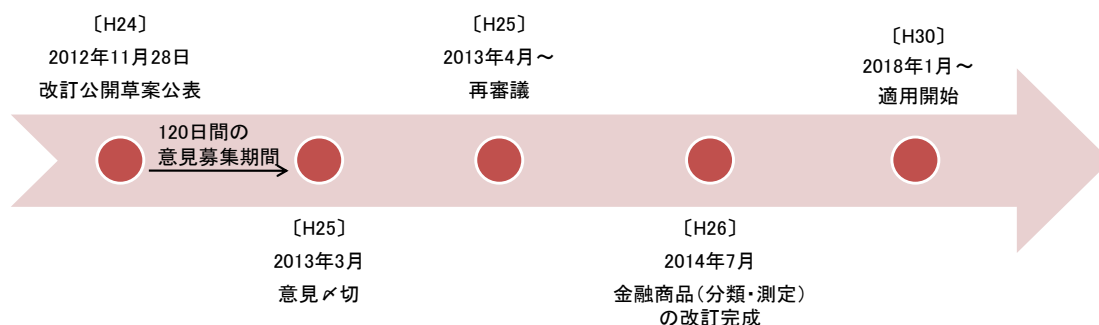 〔H24〕
2012年11月28日
改訂公開草案公表
120日間の
意見募集期間
〔H25〕
2013年3月
意見〆切
〔H25〕
2013年4月～
再審議
〔H26〕
2014年7月
金融商品（分類・測定）
の改訂完成
〔H30〕
2018年1月～
適用開始